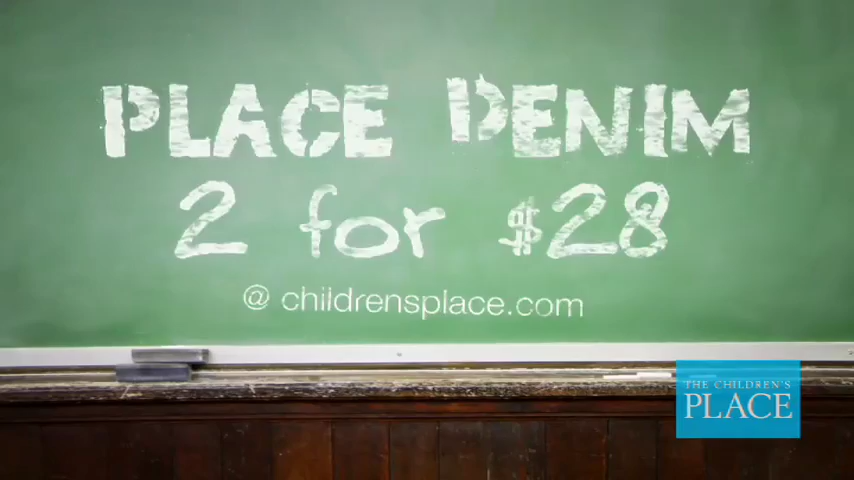 PLACE DENIM
2 for $28
@ childrensplace.com
THE CHILDREN'S
PLACE